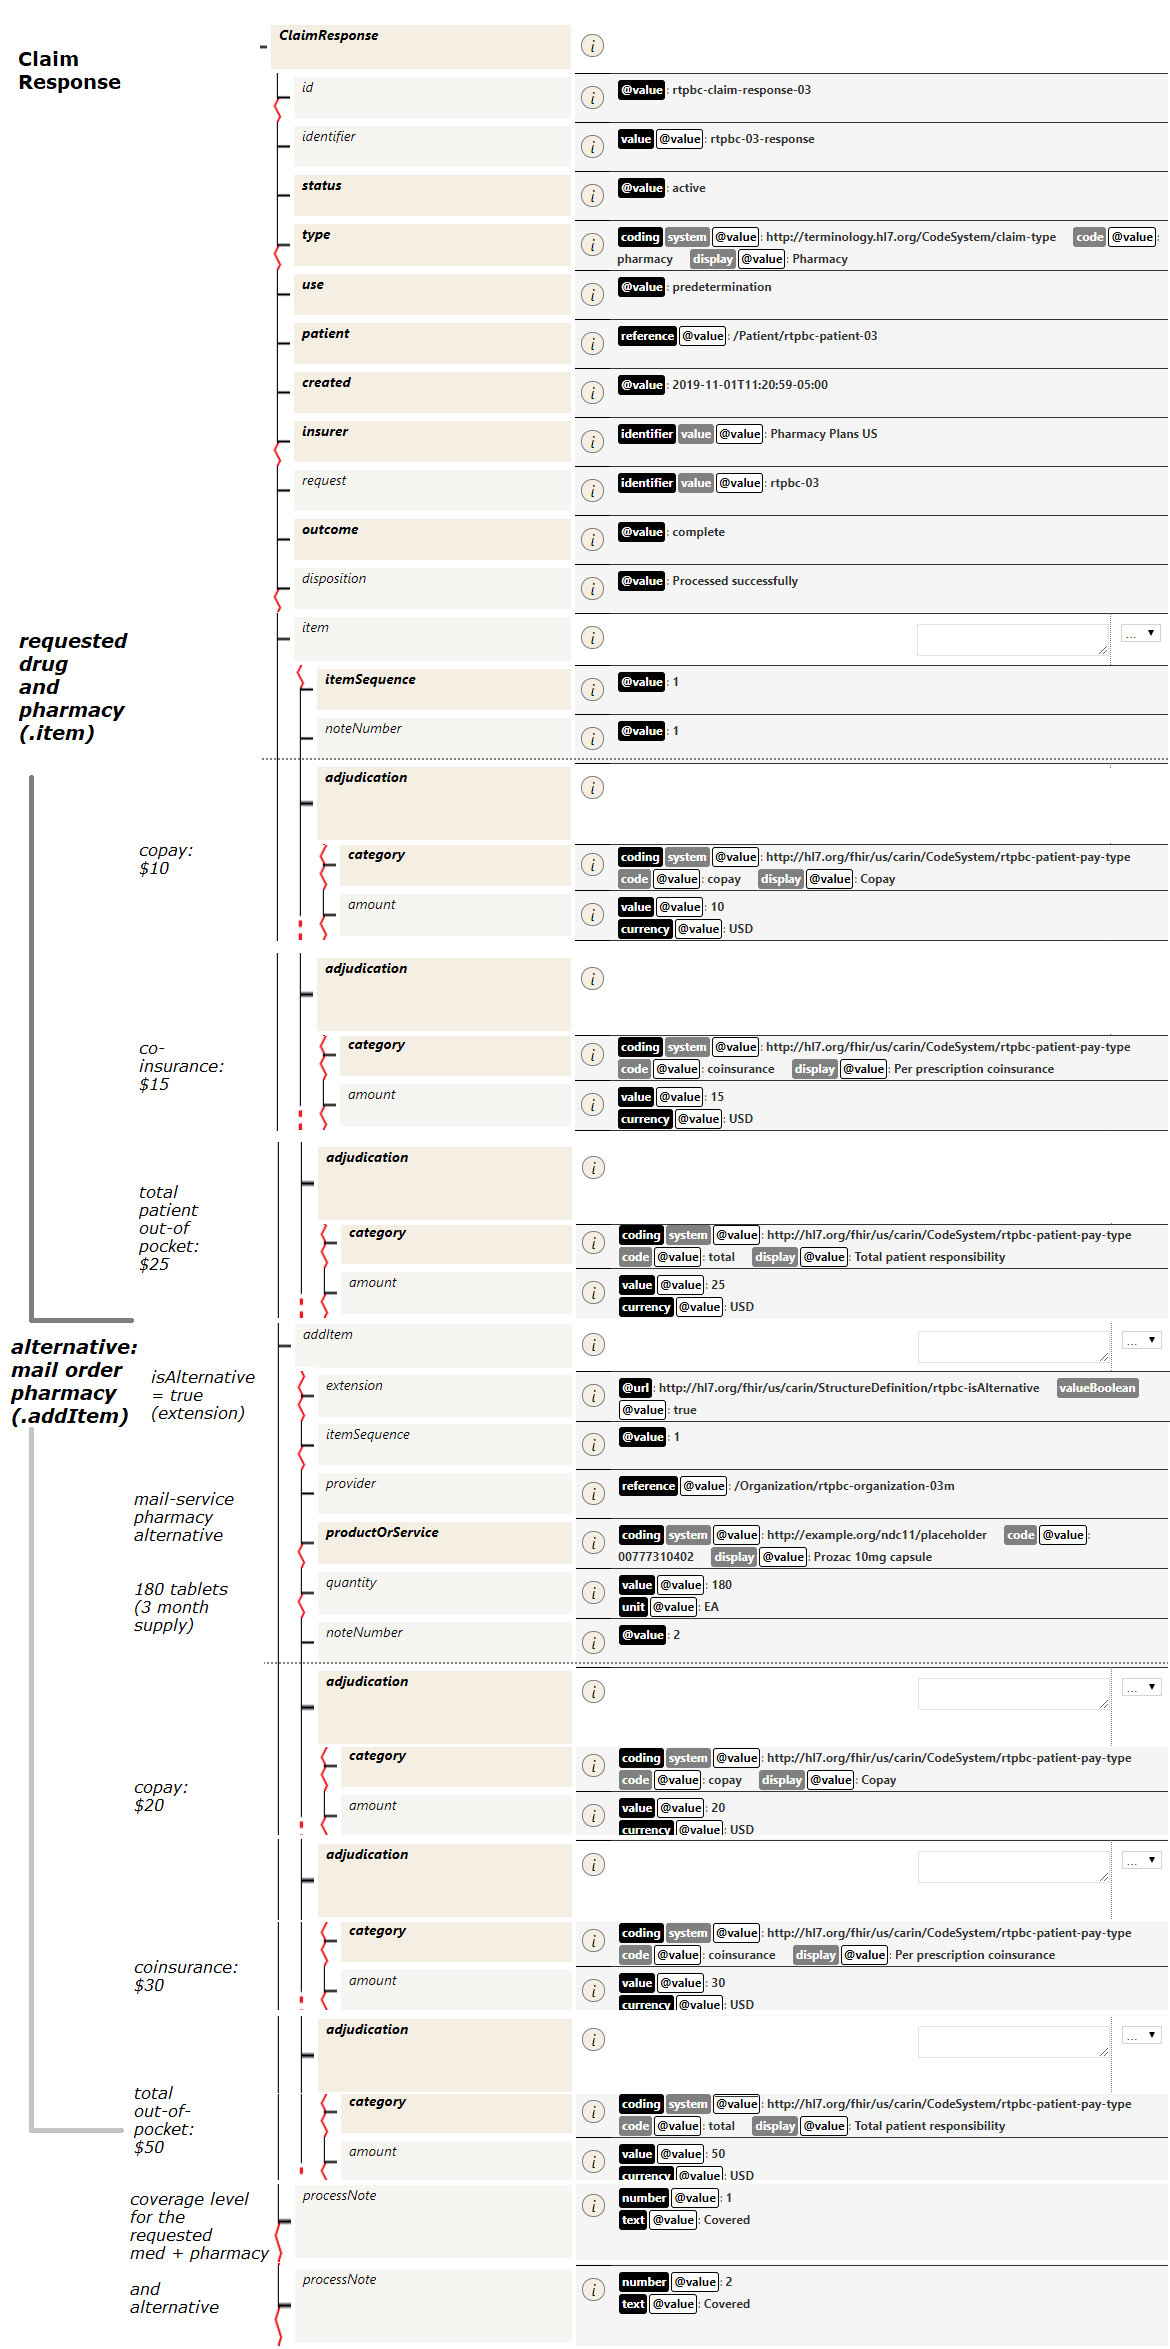 Claim
Response
ClaimResponse
i
id
i
@value : rtpbc-claim-response-03
identifier
i
value @value : rtpbc-03-response
status
i
@value : active
type
i
coding system @value : http://terminology.hl7.org/CodeSystem/claim-type code @value :
pharmacy display @value : Pharmacy
use
i
@value : predetermination
patient
i
reference @value : /Patient/rtpbc-patient-03
created
i
@value : 2019-11-01T11:20:59-05:00
insurer
i
identifier value @value : Pharmacy Plans US
request
i
identifier value @value : rtpbc-03
outcome
i
@value : complete
disposition
i
@value : Processed successfully
requested
drug
and
pharmacy
(.item)
item
i
... ▼
itemSequence
i
@value : 1
noteNumber
i
@value : 1
adjudication
i
copay:
$10
category
i
coding system @value : http://hl7.org/fhir/us/carin/CodeSystem/rtpbc-patient-pay-type
code @value : copay display @value : Copay
amount
i
value @value : 10
currency @value : USD
adjudication
i
co-
insurance:
$15
category
i
coding system @value : http://hl7.org/fhir/us/carin/CodeSystem/rtpbc-patient-pay-type
code @value : coinsurance display @value : Per prescription coinsurance
amount
i
value @value : 15
currency @value : USD
adjudication
i
total
patient
out-of
pocket:
$25
category
i
coding system @value : http://hl7.org/fhir/us/carin/CodeSystem/rtpbc-patient-pay-type
code @value : total display @value : Total patient responsibility
amount
i
value @value : 25
currency @value : USD
alternative:
mail order
pharmacy
(.addItem)
addItem
i
... ▼
isAlternative
= true
(extension)
extension
i
@url : http://hl7.org/fhir/us/carin/StructureDefinition/rtpbc-isAlternative valueBoolean
@value : true
itemSequence
i
@value : 1
provider
i
reference @value : /Organization/rtpbc-organization-03m
mail-service
pharmacy
alternative
productOrService
i
coding system @value : http://example.org/ndc11/placeholder code @value :
00777310402 display @value : Prozac 10mg capsule
180 tablets
(3 month
supply)
quantity
i
value @value : 180
unit @value : EA
noteNumber
i
@value : 2
adjudication
i
... ▼
copay:
$20
category
i
coding system @value : http://hl7.org/fhir/us/carin/CodeSystem/rtpbc-patient-pay-type
code @value : copay display @value : Copay
amount
i
value @value : 20
currency @value : USD
adjudication
i
... ▼
coinsurance:
$30
category
i
coding system @value : http://hl7.org/fhir/us/carin/CodeSystem/rtpbc-patient-pay-type
code @value : coinsurance display @value : Per prescription coinsurance
amount
i
value @value : 30
currency @value : USD
adjudication
i
... ▼
total
out-of-
pocket:
$50
category
i
coding system @value : http://hl7.org/fhir/us/carin/CodeSystem/rtpbc-patient-pay-type
code @value : total display @value : Total patient responsibility
amount
i
value @value : 50
currency @value : USD
coverage level
for the
requested
med + pharmacy
processNote
i
number @value : 1
text @value : Covered
and
alternative
processNote
i
number @value : 2
text @value : Covered